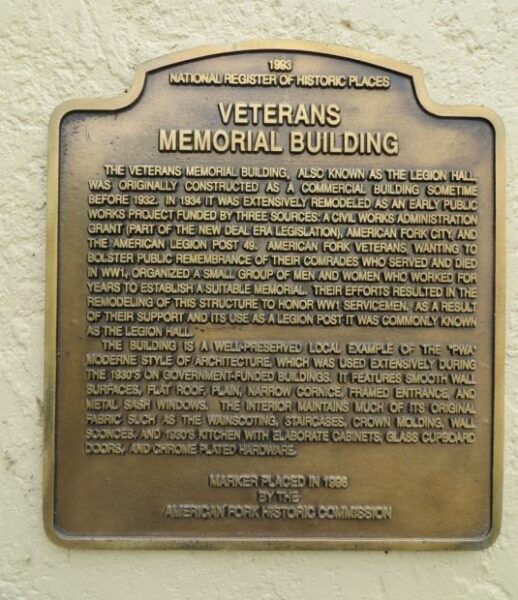 1993
NATIONAL REGISTER OF HISTORIC PLACES
VETERANS
MEMORIAL BUILDING
THE VETERANS MEMORIAL BUILDING, ALSO KNOWN AS THE LEGION HALL,
WAS ORIGINALLY CONSTRUCTED AS A COMMERCIAL BUILDING SOMETIME
BEFORE 1932. IN 1934 IT WAS EXTENSIVELY REMODELED AS AN EARLY PUBLIC
WORKS PROJECT FUNDED BY THREE SOURCES: A CIVIL WORKS ADMINISTRATION
GRANT (PART OF THE NEW DEAL ERA LEGISLATION), AMERICAN FORK CITY, AND
THE AMERICAN LEGION POST 49. AMERICAN FORK VETERANS, WANTING TO
BOLSTER PUBLIC REMEMBRANCE OF THEIR COMRADES WHO SERVED AND DIED
IN WW1, ORGANIZED A SMALL GROUP OF MEN AND WOMEN WHO WORKED FOR
YEARS TO ESTABLISH A SUITABLE MEMORIAL. THEIR EFFORTS RESULTED IN THE
REMODELING OF THIS STRUCTURE TO HONOR WW1 SERVICEMEN. AS A RESULT
OF THEIR SUPPORT AND ITS USE AS A LEGION POST IT WAS COMMONLY KNOWN
AS THE LEGION HALL.
THE BUILDING IS A WELL-PRESERVED LOCAL EXAMPLE OF THE "PWA"
MODERNE STYLE OF ARCHITECTURE, WHICH WAS USED EXTENSIVELY DURING
THE 1930'S ON GOVERNMENT-FUNDED BUILDINGS. IT FEATURES SMOOTH WALL
SURFACES, FLAT ROOF, PLAIN, NARROW CORNICE, FRAMED ENTRANCE, AND
METAL SASH WINDOWS. THE INTERIOR MAINTAINS MUCH OF ITS ORIGINAL
FABRIC SUCH AS THE WAINSCOTING, STAIRCASES, CROWN MOLDING, WALL
SCONCES, AND 1930'S KITCHEN WITH ELABORATE CABINETS, GLASS CUPBOARD
DOORS, AND CHROME PLATED HARDWARE.
MARKER PLACED IN 1998
BY THE
AMERICAN FORK HISTORIC COMMISSION